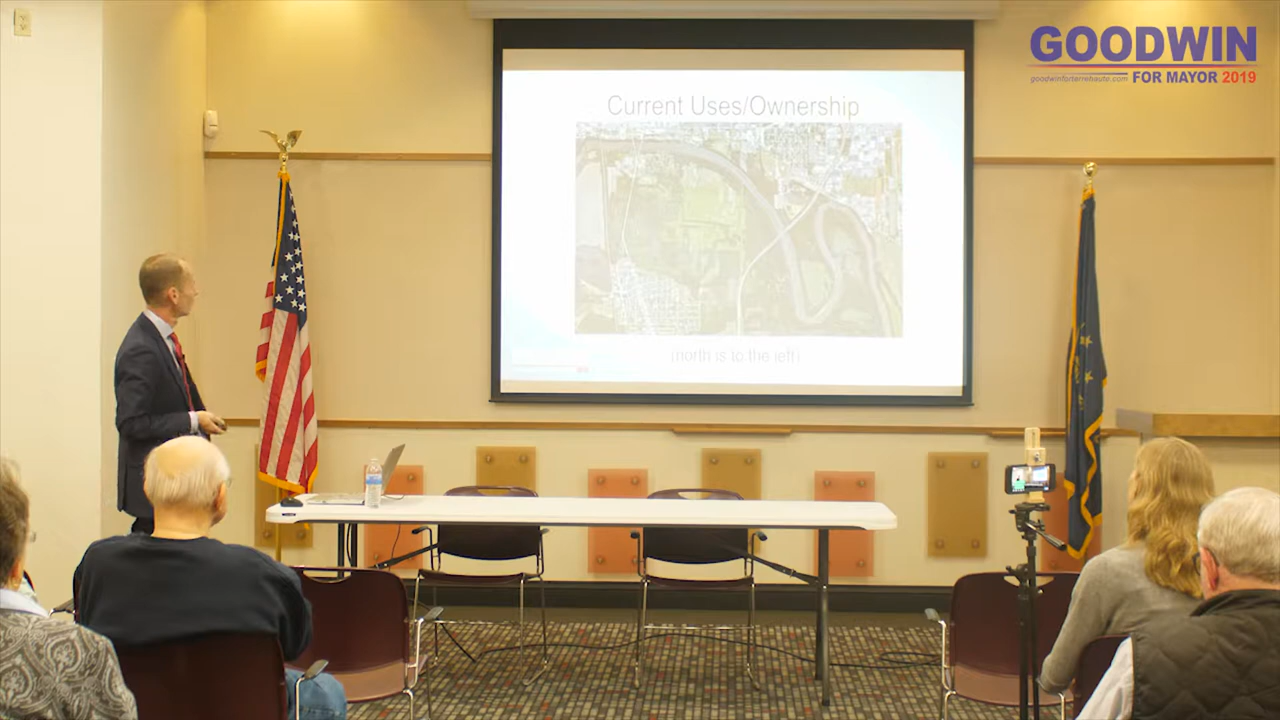 GOODWIN
goodwinforterrehaute.com FOR MAYOR 2019
Current Uses/Ownership
(north is to the left)